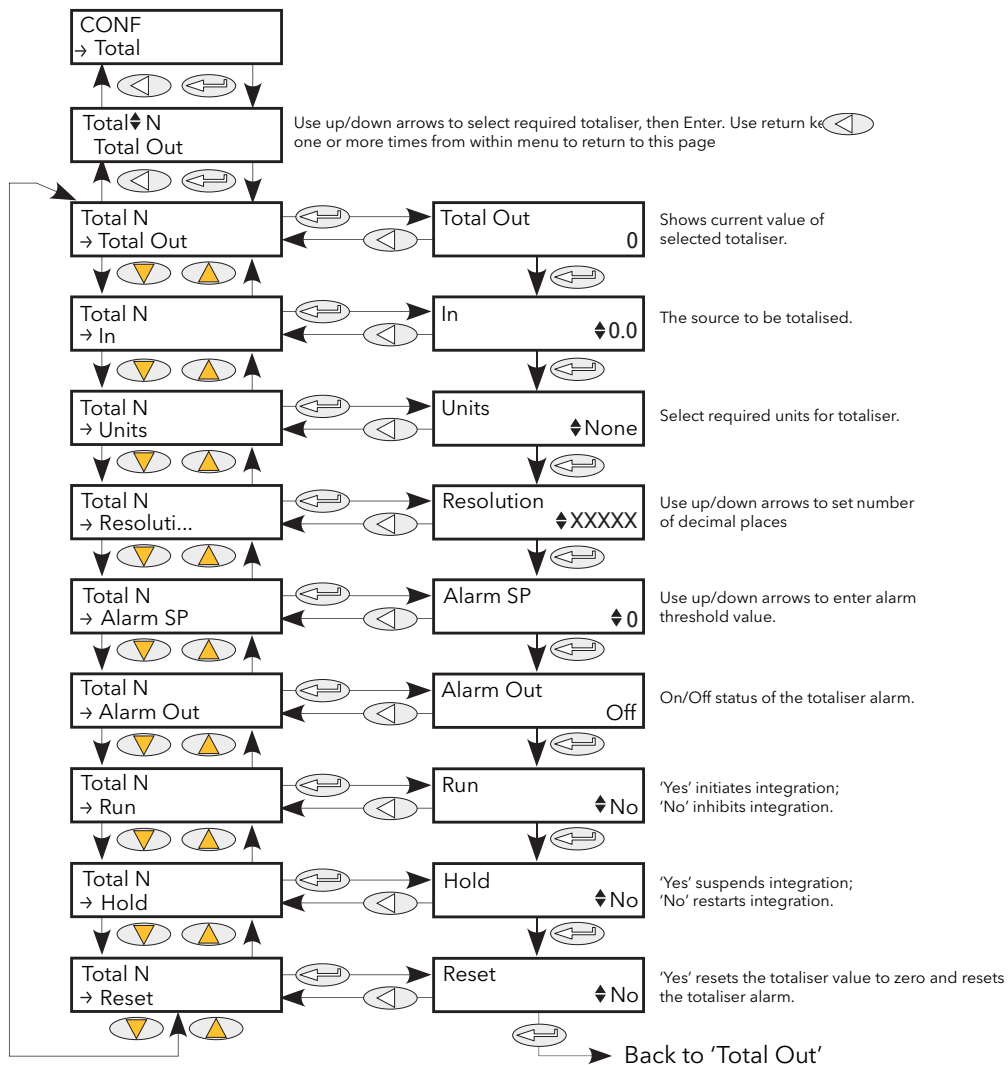 CONF
→ Total
Total N
Total Out
Use up/down arrows to select required totaliser, then Enter. Use return
one or more times from within menu to return to this page
Total N
→ Total Out
Total Out
0
Shows current value of
selected totaliser.
Total N
→ In
In
0.0
The source to be totalised.
Total N
→ Units
Units
None
Select required units for totaliser.
Total N
→ Resoluti...
Resolution
XXXXX
Use up/down arrows to set number
of decimal places
Total N
→ Alarm SP
Alarm SP
0
Use up/down arrows to enter alarm
threshold value.
Total N
→ Alarm Out
Alarm Out
Off
On/Off status of the totaliser alarm.
Total N
→ Run
Run
No
'Yes' initiates integration;
'No' inhibits integration.
Total N
→ Hold
Hold
No
'Yes' suspends integration;
'No' restarts integration.
Total N
→ Reset
Reset
No
'Yes' resets the totaliser value to zero and resets
the totaliser alarm.
Back to 'Total Out'